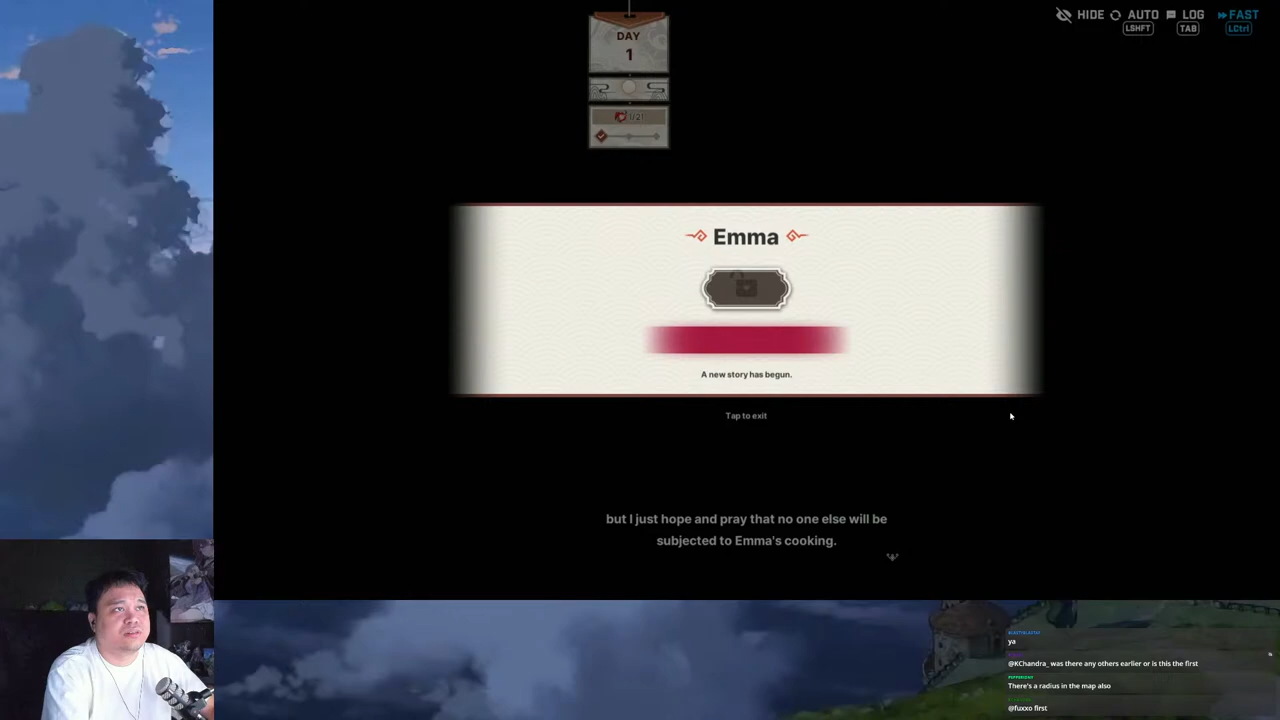 HIDE AUTO LOG FAST
LSHFT TAB LCtrl
DAY
1
1/2!
Emma
A new story has begun.
Tap to exit
but I just hope and pray that no one else will be
subjected to Emma's cooking.
ya
@KChandra_ was there any others earlier or is this the first
There's a radius in the map also
@fuxxo first